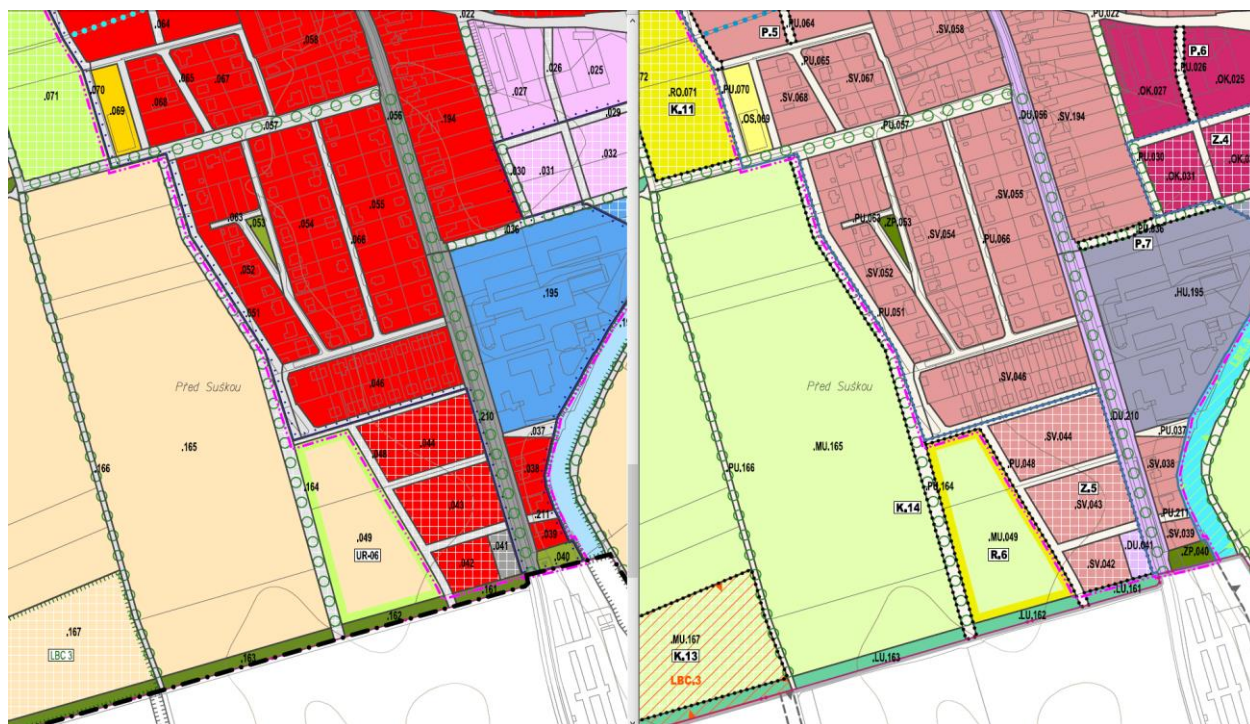 .064
.022
.058
.026
.025
.071
.070
.065
.067
.027
.069
.068
.056
.029
.057
.194
.032
.030
.031
.055
.063
.053
.054
.036
.066
.052
.195
.051
Před Suškou
.046
.210
.165
.044
.037
.048
.166
.038
.164
.043
.211
.049
.041
.039
UR-06
.042
.040
.161
.162
.167
LBC 3
.163
.PU,064
.PU,022
P.5
.SV,058
P.6
.PU,065
.PU,026
.OK,025
.RO.071
.PU,070
.SV,067
.OK,027
K.11
.SV,068
.OS,069
.DU,056
.SV,194
.PU,057
Z.4
.PU,030
.OK,031
.SV,055
.PU,063
.ZP,053
.SV,054
.PU,036
.PU,066
P.7
.SV,052
.HU,195
.PU,051
Před Suškou
.SV,046
.DU,210
.MU,165
.SV,044
.PU,037
.PU,048
.PU,166
.SV,038
.PU,164
Z.5
K.14
.SV,043
.PU,211
.MU,049
.DU,041
.SV,039
R.6
.SV,042
.ZP,040
.LU,161
.LU,162
.MU,167
K.13
.LU,163
LBC.3